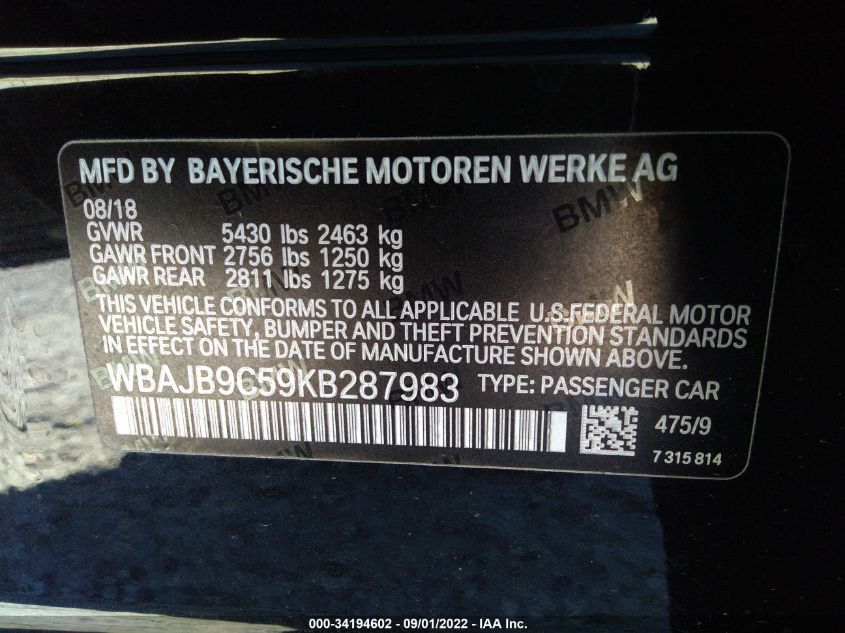 MFD BY BAYERISCHE MOTOREN WERKE AG
08/18
GVWR 5430 lbs 2463 kg
GAWR FRONT 2756 lbs 1250 kg
GAWR REAR 2811 lbs 1275 kg
THIS VEHICLE CONFORMS TO ALL APPLICABLE U.S.FEDERAL MOTOR
VEHICLE SAFETY, BUMPER AND THEFT PREVENTION STANDARDS
IN EFFECT ON THE DATE OF MANUFACTURE SHOWN ABOVE.
WBAJB9C59KB287983 TYPE: PASSENGER CAR
475/9
7 315 814
000-34194602 - 09/01/2022 - IAA Inc.